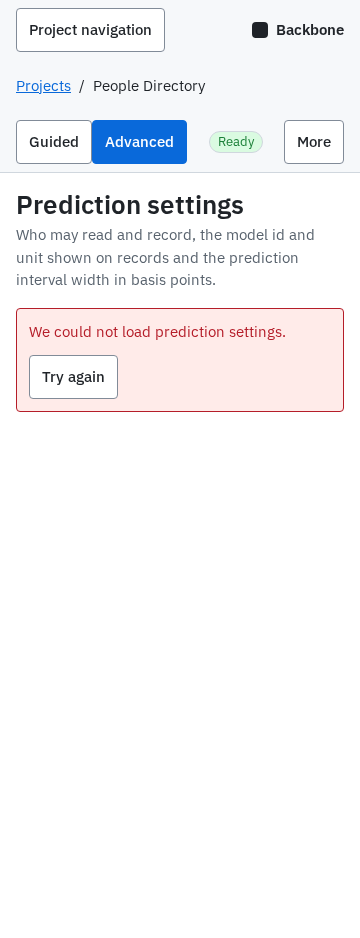 Project navigation
Backbone
Projects / People Directory
Guided
Advanced
Ready
More
Prediction settings
Who may read and record, the model id and
unit shown on records and the prediction
interval width in basis points.
We could not load prediction settings.
Try again